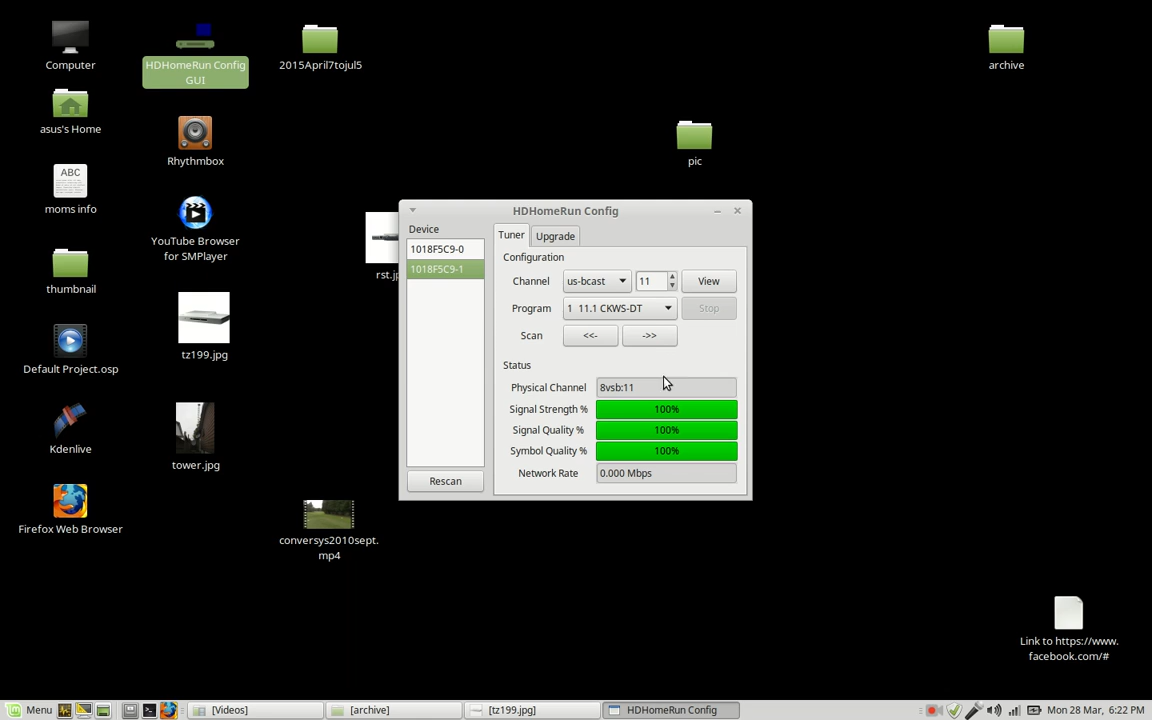 Computer
HDHomeRun Config
GUI
2015April7tojul5
archive
asus's Home
Rhythmbox
pic
ABC
moms info
YouTube Browser
for SMPlayer
rst.jp
thumbnail
tz199.jpg
Default Project.osp
Kdenlive
tower.jpg
Firefox Web Browser
conversys2010sept.
mp4
Link to https://www.
facebook.com/#
HDHomeRun Config
Device
1018F5C9-0
1018F5C9-1
Rescan
Tuner
Upgrade
Configuration
Channel
us-bcast
11
View
Program
1 11.1 CKWS-DT
Stop
Scan
<<-
->>
Status
Physical Channel
8vsb:11
Signal Strength %
100%
Signal Quality %
100%
Symbol Quality %
100%
Network Rate
0.000 Mbps
Menu
[Videos]
[archive]
[tz199.jpg]
HDHomeRun Config
Mon 28 Mar, 6:22 PM